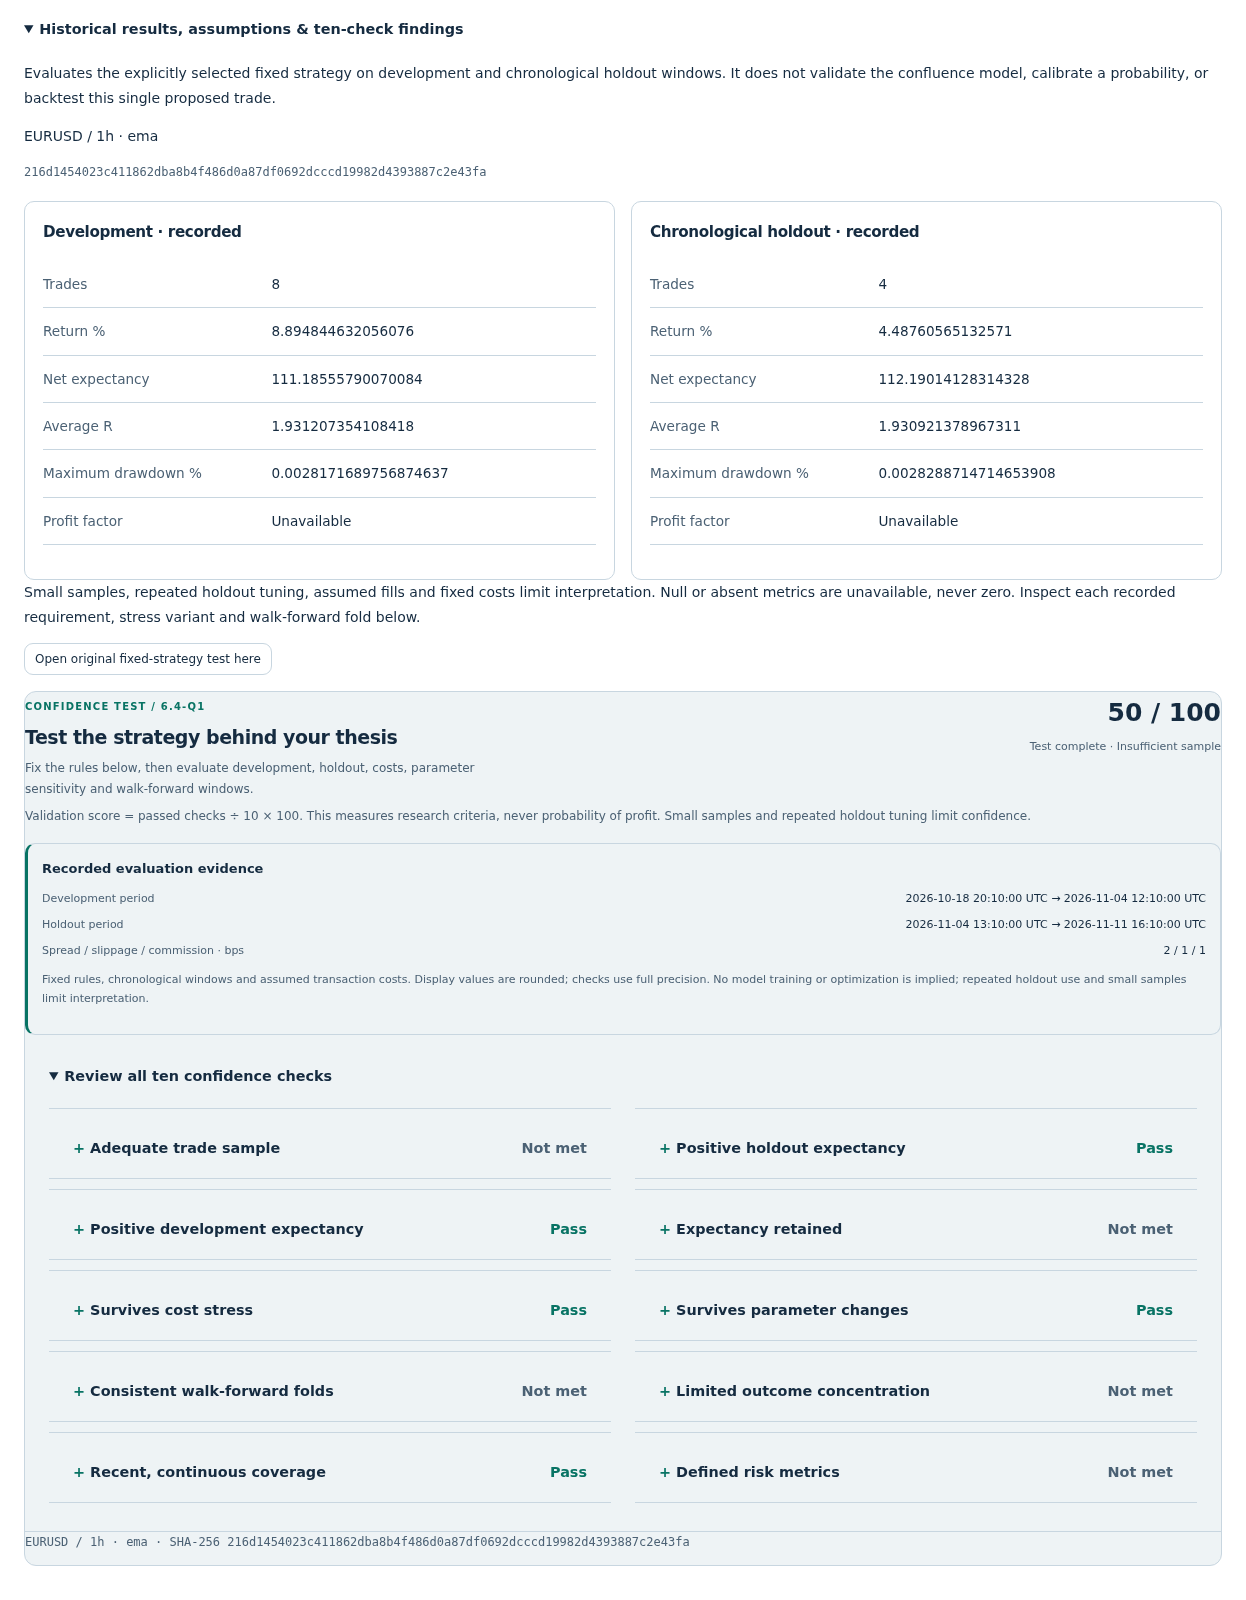 ▼ Historical results, assumptions & ten-check findings
Evaluates the explicitly selected fixed strategy on development and chronological holdout windows. It does not validate the confluence model, calibrate a probability, or
backtest this single proposed trade.
EURUSD / 1h · ema
216d1454023c411862dba8b4f486d0a87df0692dcccd19982d4393887c2e43fa
Development · recorded
Trades 8
Return % 8.894844632056076
Net expectancy 111.18555790070084
Average R 1.931207354108418
Maximum drawdown % 0.0028171689756874637
Profit factor Unavailable
Chronological holdout · recorded
Trades 4
Return % 4.48760565132571
Net expectancy 112.19014128314328
Average R 1.930921378967311
Maximum drawdown % 0.0028288714714653908
Profit factor Unavailable
Small samples, repeated holdout tuning, assumed fills and fixed costs limit interpretation. Null or absent metrics are unavailable, never zero. Inspect each recorded
requirement, stress variant and walk-forward fold below.
Open original fixed-strategy test here
CONFIDENCE TEST / 6.4-Q1
50 / 100
Test the strategy behind your thesis
Test complete · Insufficient sample
Fix the rules below, then evaluate development, holdout, costs, parameter
sensitivity and walk-forward windows.
Validation score = passed checks ÷ 10 × 100. This measures research criteria, never probability of profit. Small samples and repeated holdout tuning limit confidence.
Recorded evaluation evidence
Development period 2026-10-18 20:10:00 UTC → 2026-11-04 12:10:00 UTC
Holdout period 2026-11-04 13:10:00 UTC → 2026-11-11 16:10:00 UTC
Spread / slippage / commission · bps 2 / 1 / 1
Fixed rules, chronological windows and assumed transaction costs. Display values are rounded; checks use full precision. No model training or optimization is implied; repeated holdout use and small samples
limit interpretation.
▼ Review all ten confidence checks
+ Adequate trade sample Not met
+ Positive holdout expectancy Pass
+ Positive development expectancy Pass
+ Expectancy retained Not met
+ Survives cost stress Pass
+ Survives parameter changes Pass
+ Consistent walk-forward folds Not met
+ Limited outcome concentration Not met
+ Recent, continuous coverage Pass
+ Defined risk metrics Not met
EURUSD / 1h · ema · SHA-256 216d1454023c411862dba8b4f486d0a87df0692dcccd19982d4393887c2e43fa